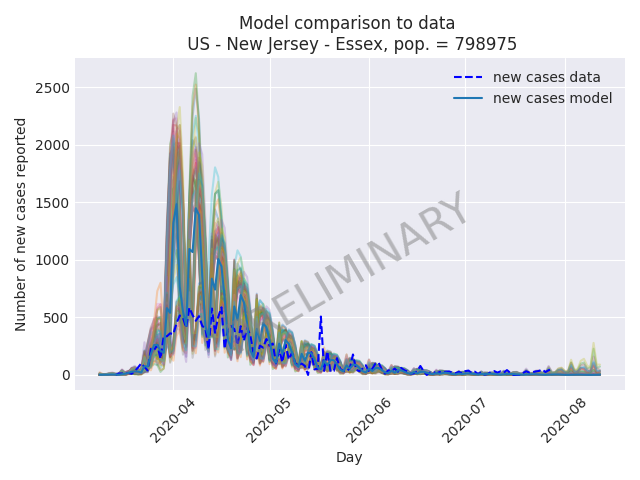 Model comparison to data
US - New Jersey - Essex, pop. = 798975
new cases data
new cases model
Number of new cases reported
2500
2000
1500
1000
500
0
ELIMINARY
2020-04
2020-05
2020-06
2020-07
2020-08
Day